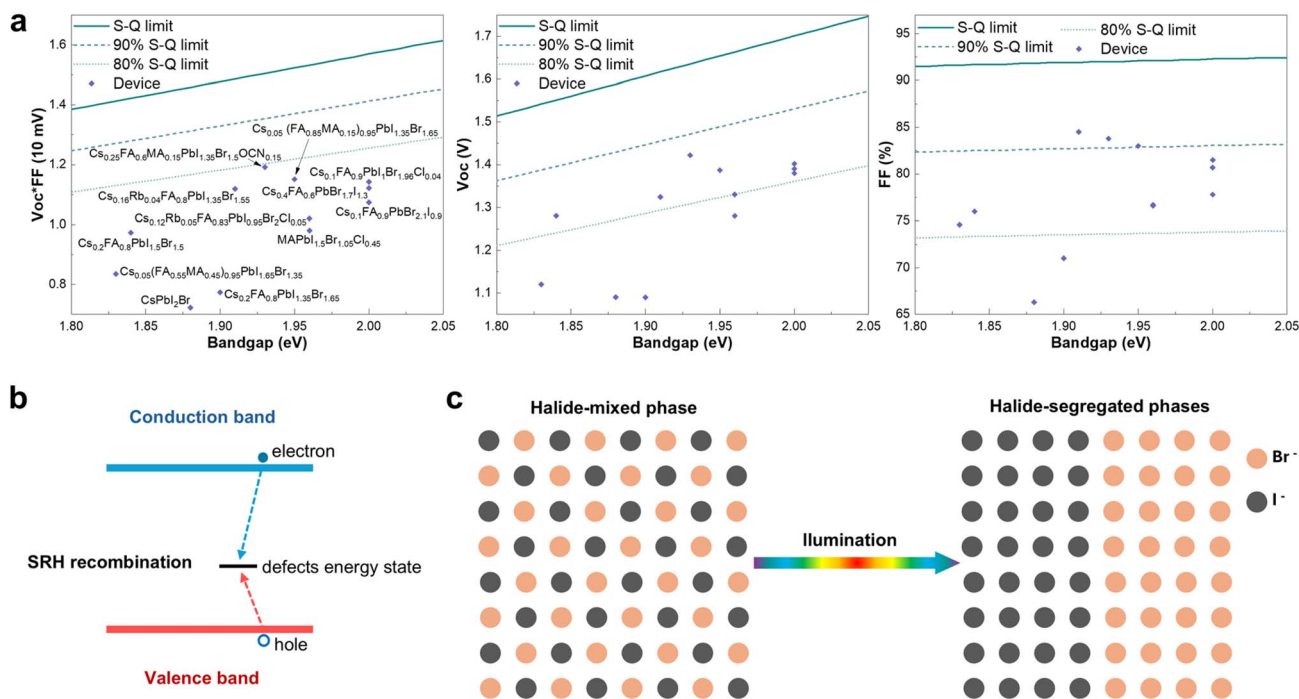 a
S-Q limit
90% S-Q limit
80% S-Q limit
Device
Voc*FF (10 mV)
1.6
1.4
1.2
1.0
0.8
Cs0.05 (FA0.85MA0.15)0.95PbI1.35Br1.65
Cs0.25FA0.6MA0.15PbI1.35Br1.5OCN0.15
Cs0.1FA0.9PbI1Br1.96Cl0.04
Cs0.16Rb0.04FA0.8PbI1.35Br1.55
Cs0.4FA0.6PbBr1.7I1.3
Cs0.12Rb0.05FA0.83PbI0.95Br2Cl0.05
Cs0.1FA0.9PbBr2.1I0.9
Cs0.2FA0.8PbI1.5Br1.5
MAPbI1.5Br1.05Cl0.45
Cs0.05(FA0.55MA0.45)0.95PbI1.65Br1.35
CsPbI2Br
Cs0.2FA0.8PbI1.35Br1.65
1.80 1.85 1.90 1.95 2.00 2.05
Bandgap (eV)
S-Q limit
90% S-Q limit
80% S-Q limit
Device
Voc (V)
1.7
1.6
1.5
1.4
1.3
1.2
1.1
1.80 1.85 1.90 1.95 2.00 2.05
Bandgap (eV)
S-Q limit
80% S-Q limit
90% S-Q limit
Device
FF (%)
95
90
85
80
75
70
65
1.80 1.85 1.90 1.95 2.00 2.05
Bandgap (eV)
b
Conduction band
electron
SRH recombination
defects energy state
hole
Valence band
c
Halide-mixed phase
Halide-segregated phases
Illumination
Br -
I -